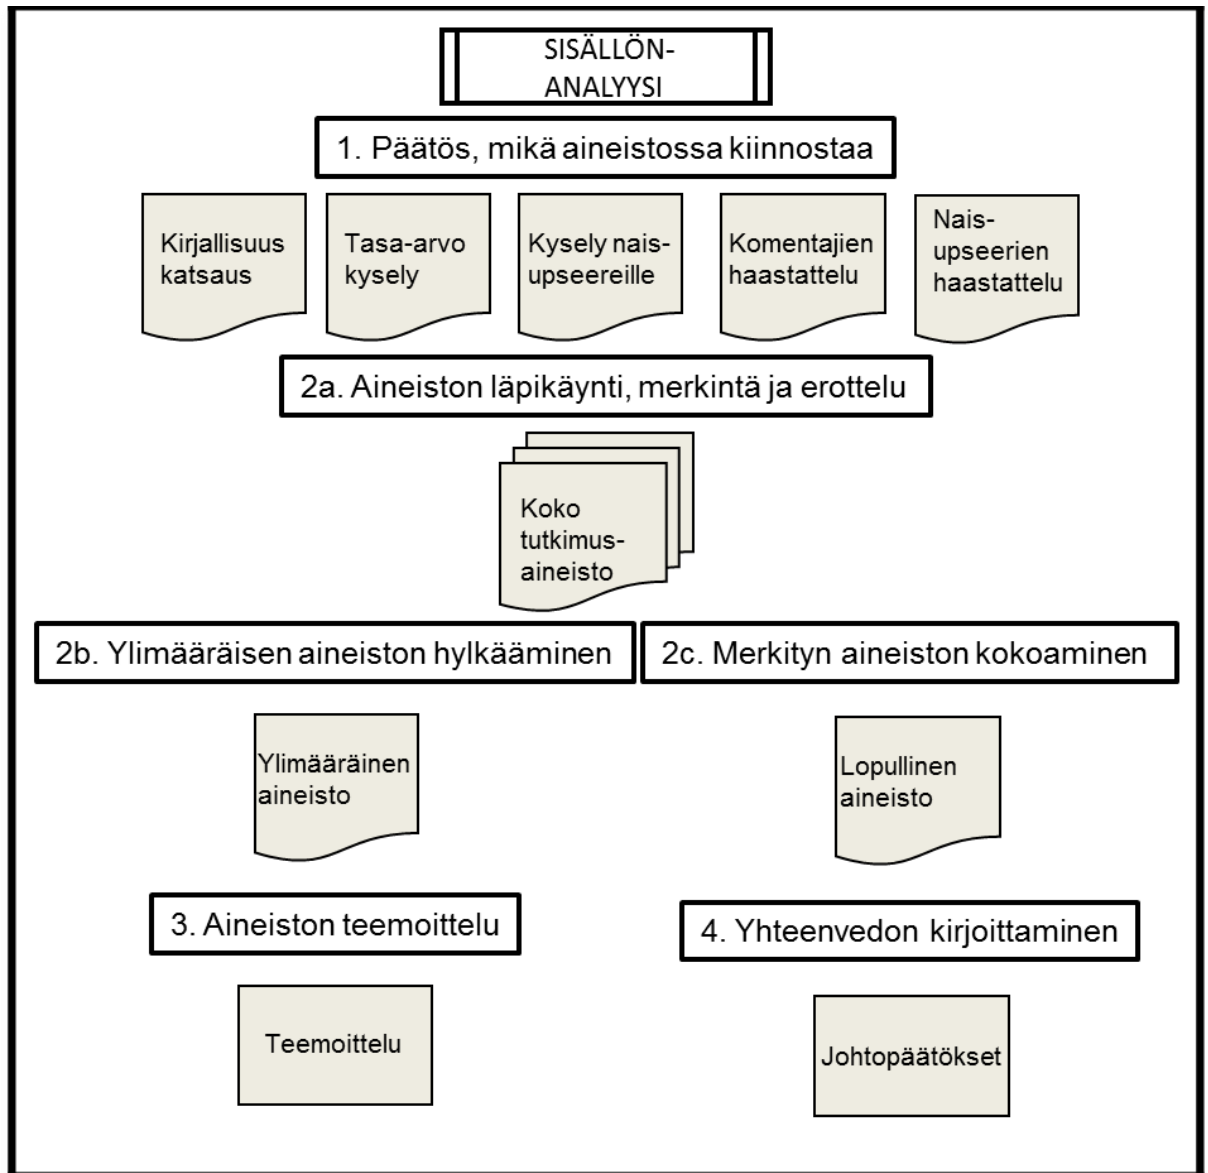 SISÄLLÖN-
ANALYYSI
1. Päätös, mikä aineistossa kiinnostaa
Kirjallisuus
katsaus
Tasa-arvo
kysely
Kysely nais-
upseereille
Komentajien
haastattelu
Nais-
upseerien
haastattelu
2a. Aineiston läpikäynti, merkintä ja erottelu
Koko
tutkimus-
aineisto
2b. Ylimääräisen aineiston hylkääminen
2c. Merkityn aineiston kokoaminen
Ylimääräinen
aineisto
Lopullinen
aineisto
3. Aineiston teemoittelu
4. Yhteenvedon kirjoittaminen
Teemoittelu
Johtopäätökset